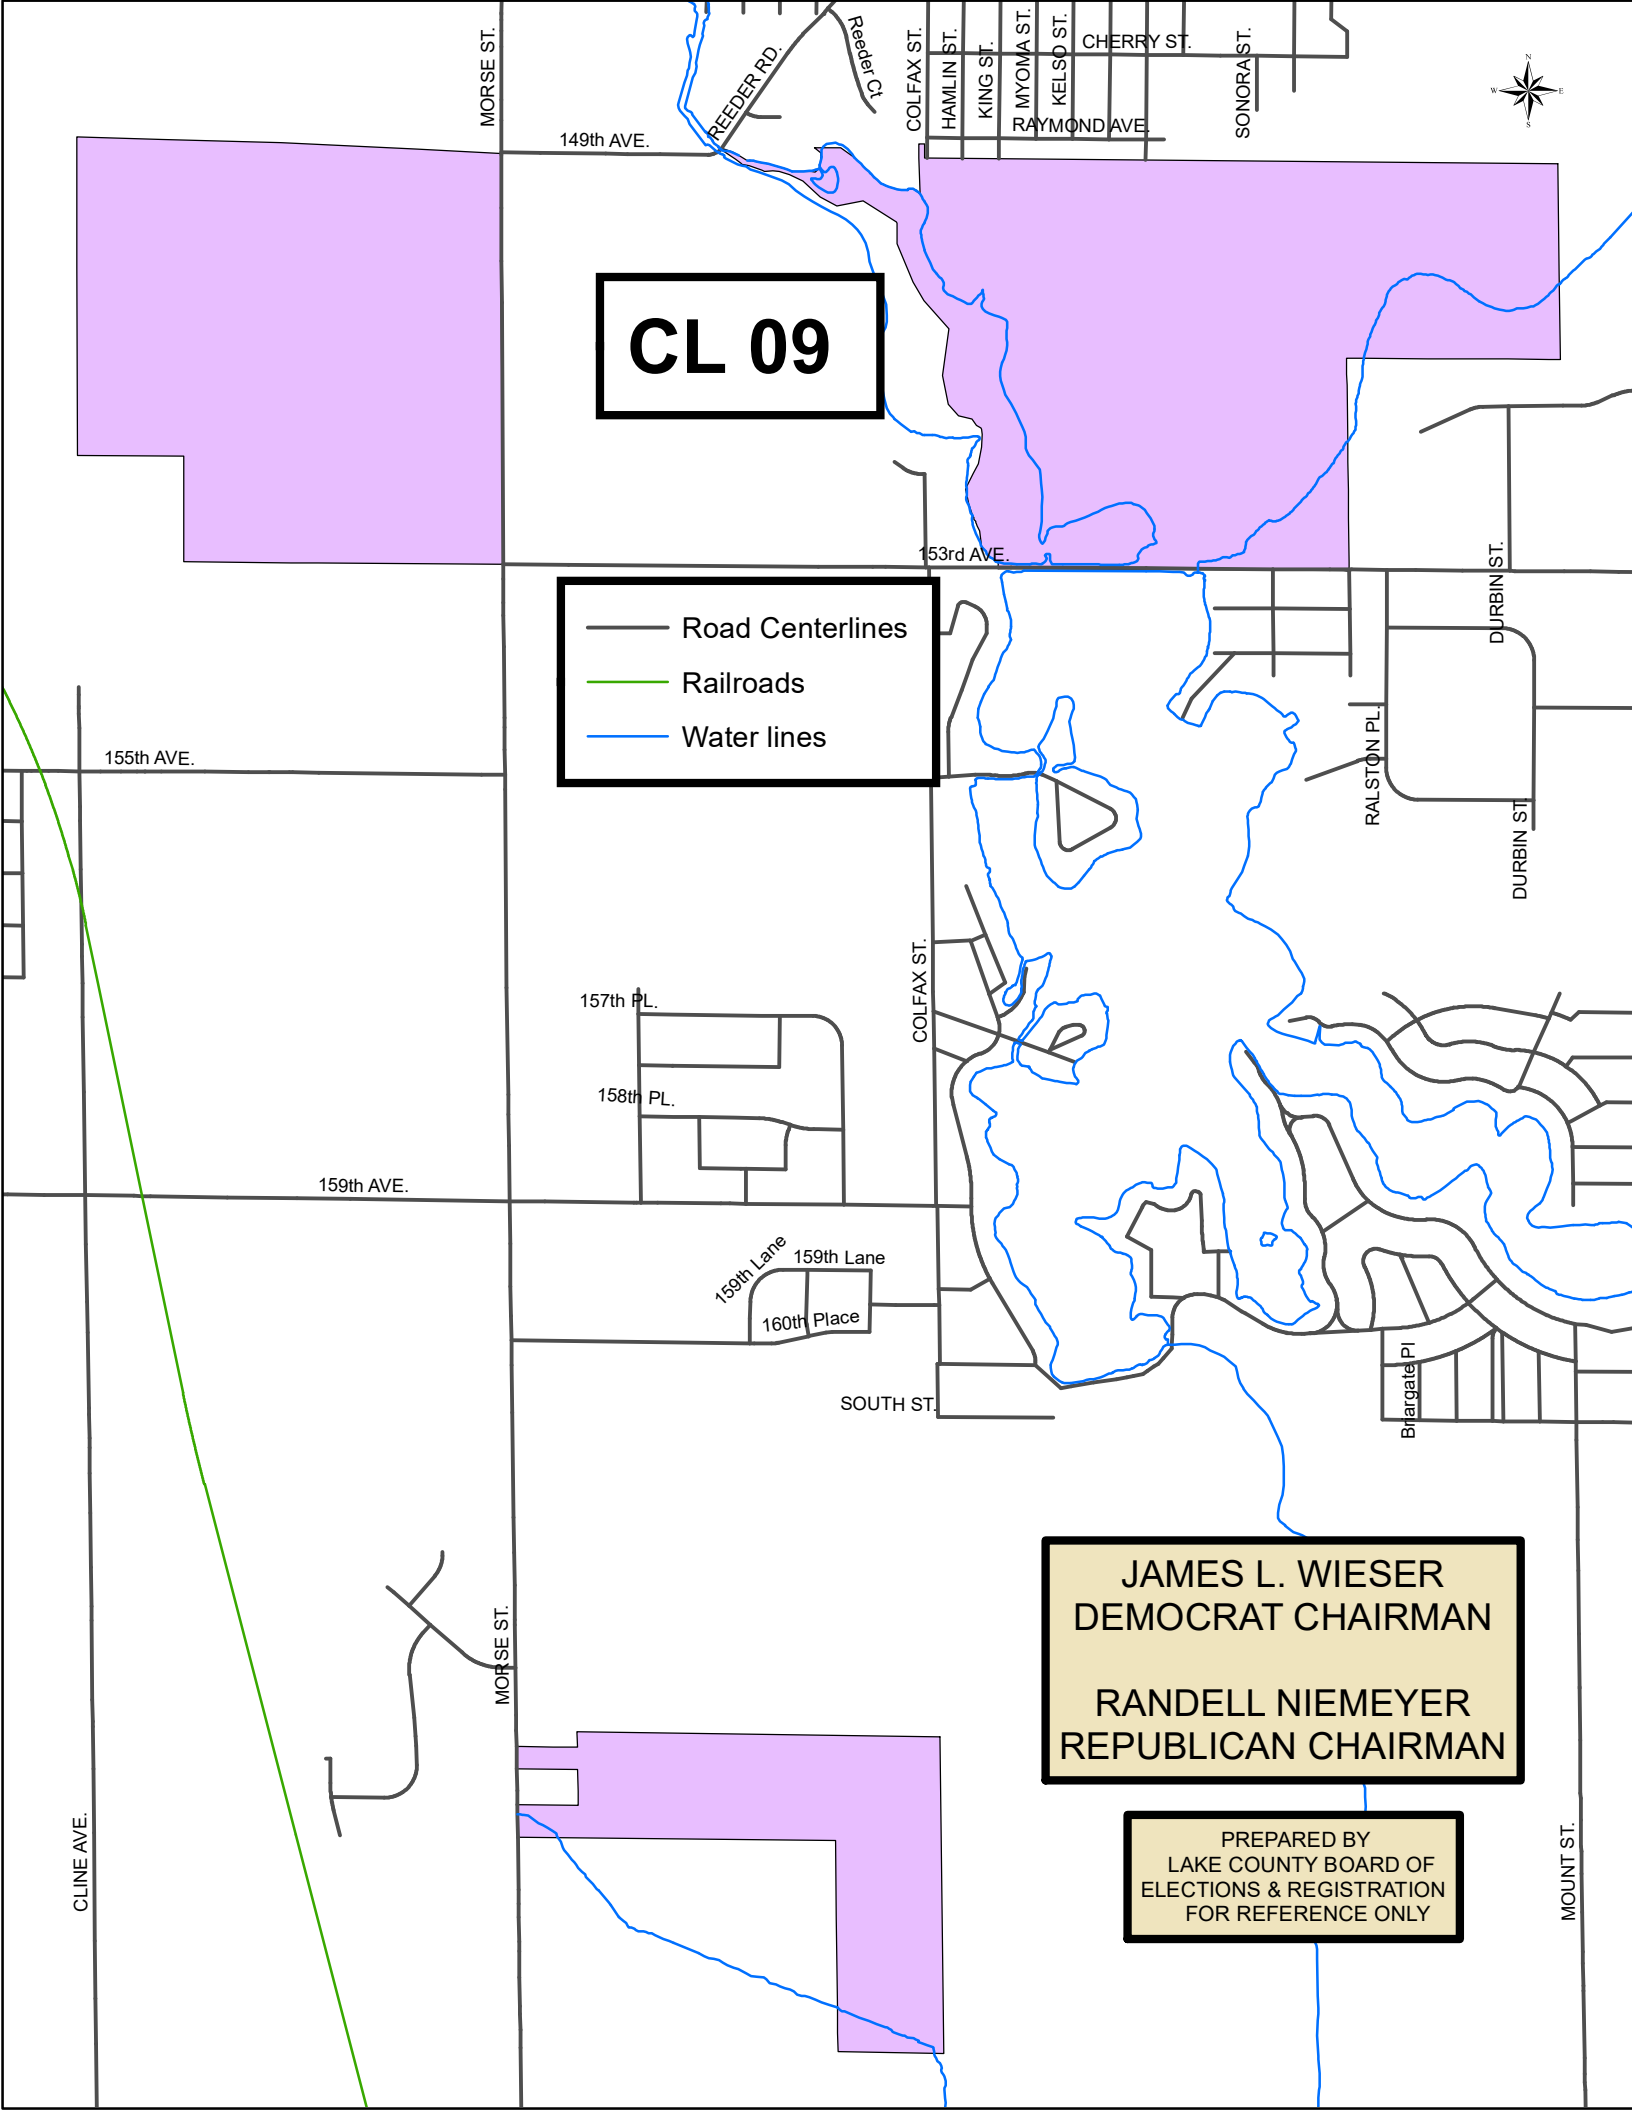 MORSE ST.
REEDER RD.
Reeder Ct
COLFAX ST.
HAMLIN ST.
KING ST.
MYOMA ST.
KELSO ST.
CHERRY ST.
SONORA ST.
N
W
E
S
149th AVE.
RAYMOND AVE.
CL 09
153rd AVE.
DURBIN ST.
Road Centerlines
Railroads
Water lines
155th AVE.
RALSTON PL.
DURBIN ST.
COLFAX ST.
157th PL.
158th PL.
159th AVE.
159th Lane
159th Lane
160th Place
SOUTH ST.
Briargate Pl
JAMES L. WIESER
DEMOCRAT CHAIRMAN
RANDELL NIEMEYER
REPUBLICAN CHAIRMAN
MORSE ST.
CLINE AVE.
PREPARED BY
LAKE COUNTY BOARD OF
ELECTIONS & REGISTRATION
FOR REFERENCE ONLY
MOUNT ST.